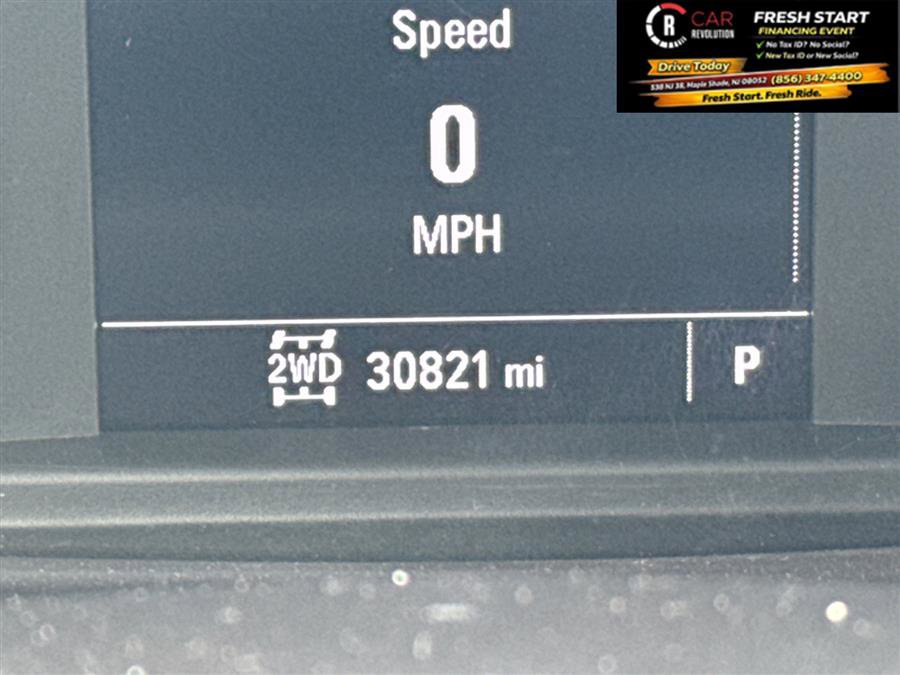 Speed
0
MPH
2WD 30821 mi
P
R CAR
REVOLUTION
FRESH START
FINANCING EVENT
✓ No Tax ID? No Social?
✓ New Tax ID or New Social?
Drive Today
538 NJ 38, Maple Shade, NJ 08052 (856) 347-4400
Fresh Start. Fresh Ride.